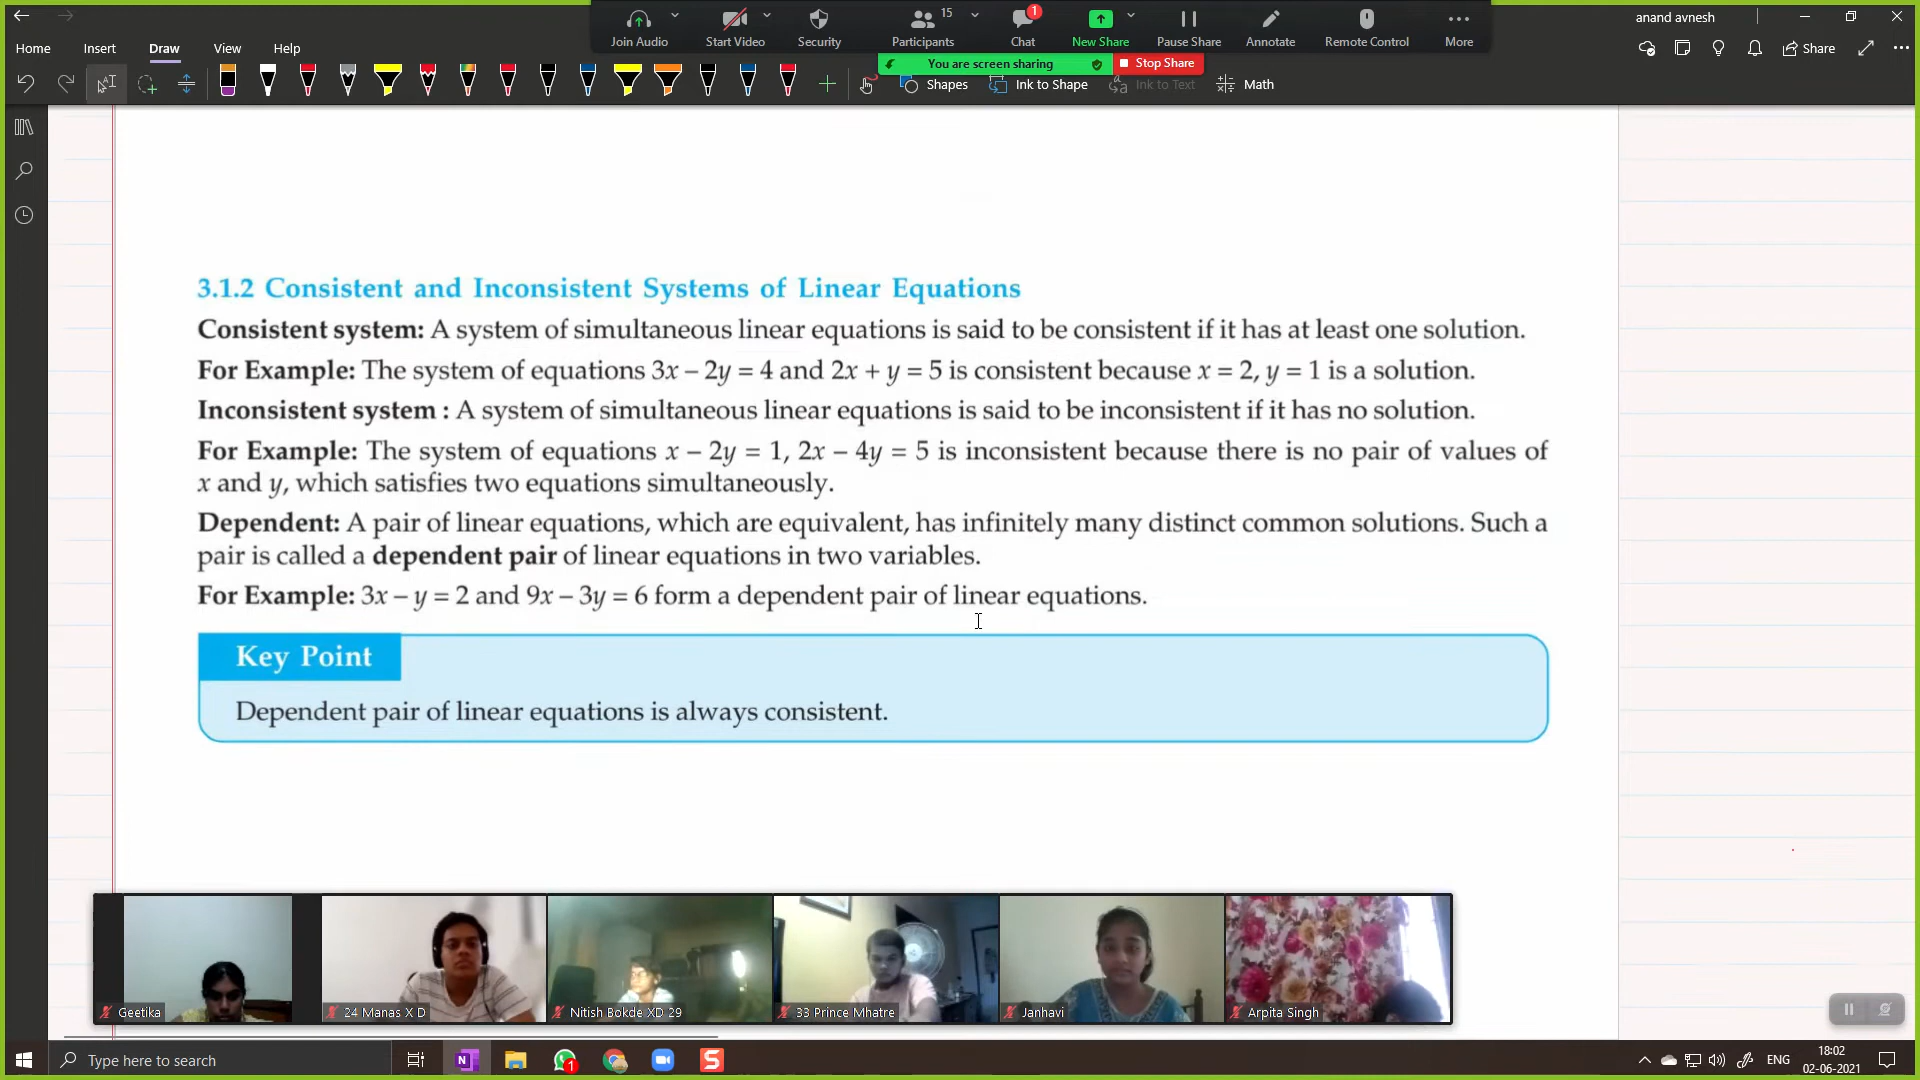 anand avnesh
15
1
Join Audio
Start Video
Security
Participants
Chat
New Share
Pause Share
Annotate
Remote Control
More
Home
Insert
Draw
View
Help
Share
You are screen sharing
Stop Share
Shapes
Ink to Shape
Ink to Text
Math
3.1.2 Consistent and Inconsistent Systems of Linear Equations
Consistent system: A system of simultaneous linear equations is said to be consistent if it has at least one solution.
For Example: The system of equations 3x – 2y = 4 and 2x + y = 5 is consistent because x = 2, y = 1 is a solution.
Inconsistent system : A system of simultaneous linear equations is said to be inconsistent if it has no solution.
For Example: The system of equations x – 2y = 1, 2x – 4y = 5 is inconsistent because there is no pair of values of
x and y, which satisfies two equations simultaneously.
Dependent: A pair of linear equations, which are equivalent, has infinitely many distinct common solutions. Such a
pair is called a dependent pair of linear equations in two variables.
For Example: 3x – y = 2 and 9x – 3y = 6 form a dependent pair of linear equations.
Key Point
Dependent pair of linear equations is always consistent.
Geetika
24 Manas X D
Nitish Bokde XD 29
33 Prince Mhatre
Janhavi
Arpita Singh
Type here to search
N
1
S
ENG
18:02
02-06-2021